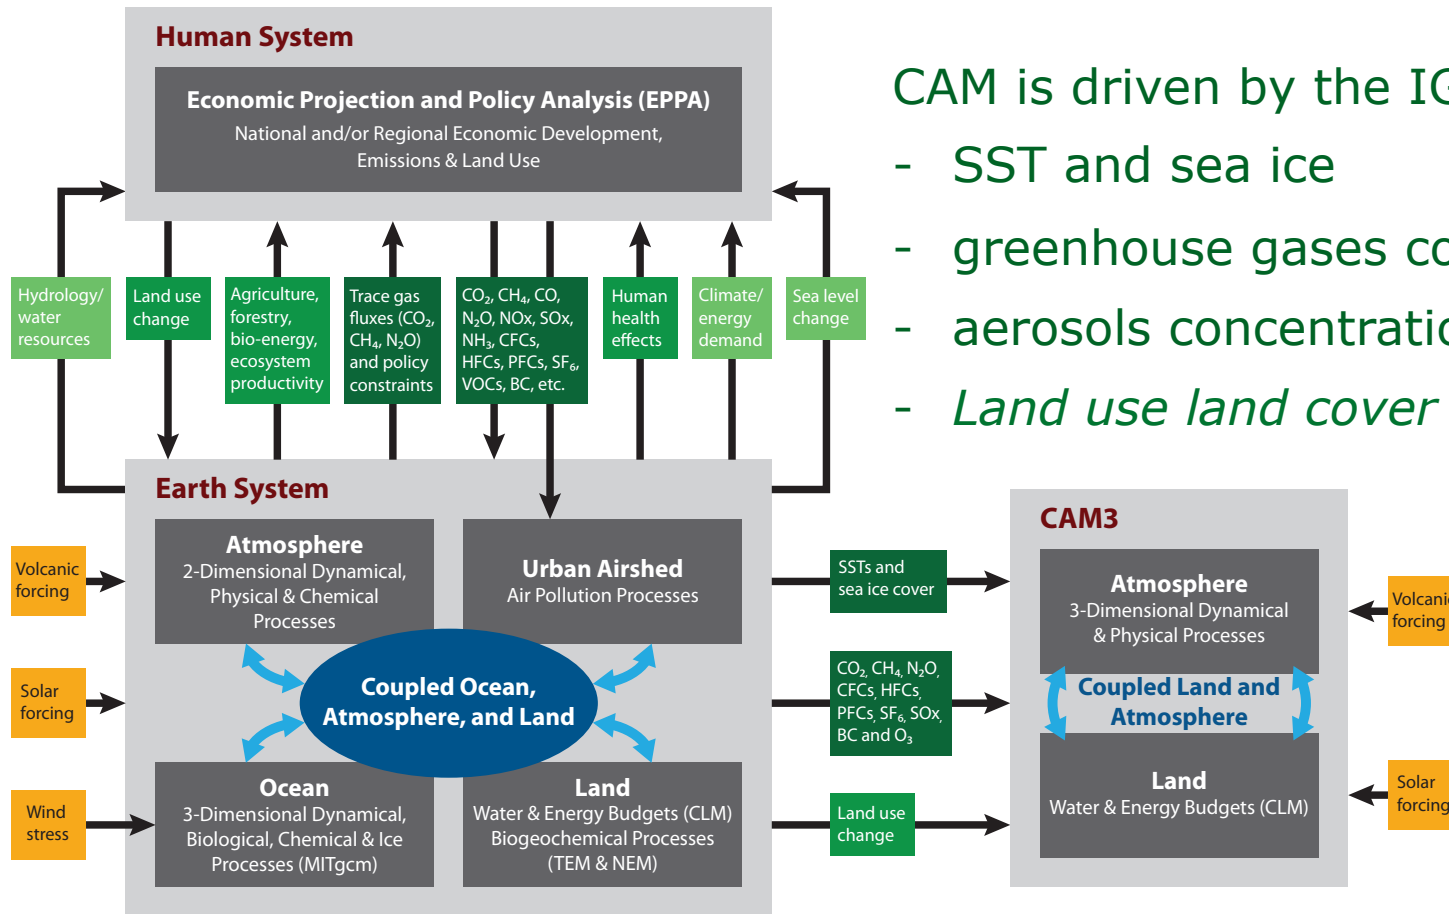 Human System
Economic Projection and Policy Analysis (EPPA)
National and/or Regional Economic Development,
Emissions & Land Use
CAM is driven by the
- SST and sea ice
- greenhouse gases
- aerosols
- Land use land cover
Hydrology/
water
resources
Land use
change
Agriculture,
forestry,
bio-energy,
ecosystem
productivity
Trace gas
fluxes (CO₂,
CH₄, N₂O)
and policy
constraints
CO₂, CH₄, CO,
N₂O, NOx, SOx,
NH₃, CFCs,
HFCs, PFCs, SF₆,
VOCs, BC, etc.
Human
health
effects
Climate/
energy
demand
Sea level
change
Earth System
Atmosphere
2-Dimensional Dynamical,
Physical & Chemical
Processes
Urban Airshed
Air Pollution Processes
Coupled Ocean,
Atmosphere, and Land
Ocean
3-Dimensional Dynamical,
Biological, Chemical & Ice
Processes (MITgcm)
Land
Water & Energy Budgets (CLM)
Biogeochemical Processes
(TEM & NEM)
Volcanic
forcing
Solar
forcing
Wind
stress
SSTs and
sea ice cover
CO₂, CH₄, N₂O,
CFCs, HFCs,
PFCs, SF₆, SOx,
BC and O₃
Land use
change
CAM3
Atmosphere
3-Dimensional Dynamical
& Physical Processes
Coupled Land and
Atmosphere
Land
Water & Energy Budgets (CLM)
forcing
Solar
forcing